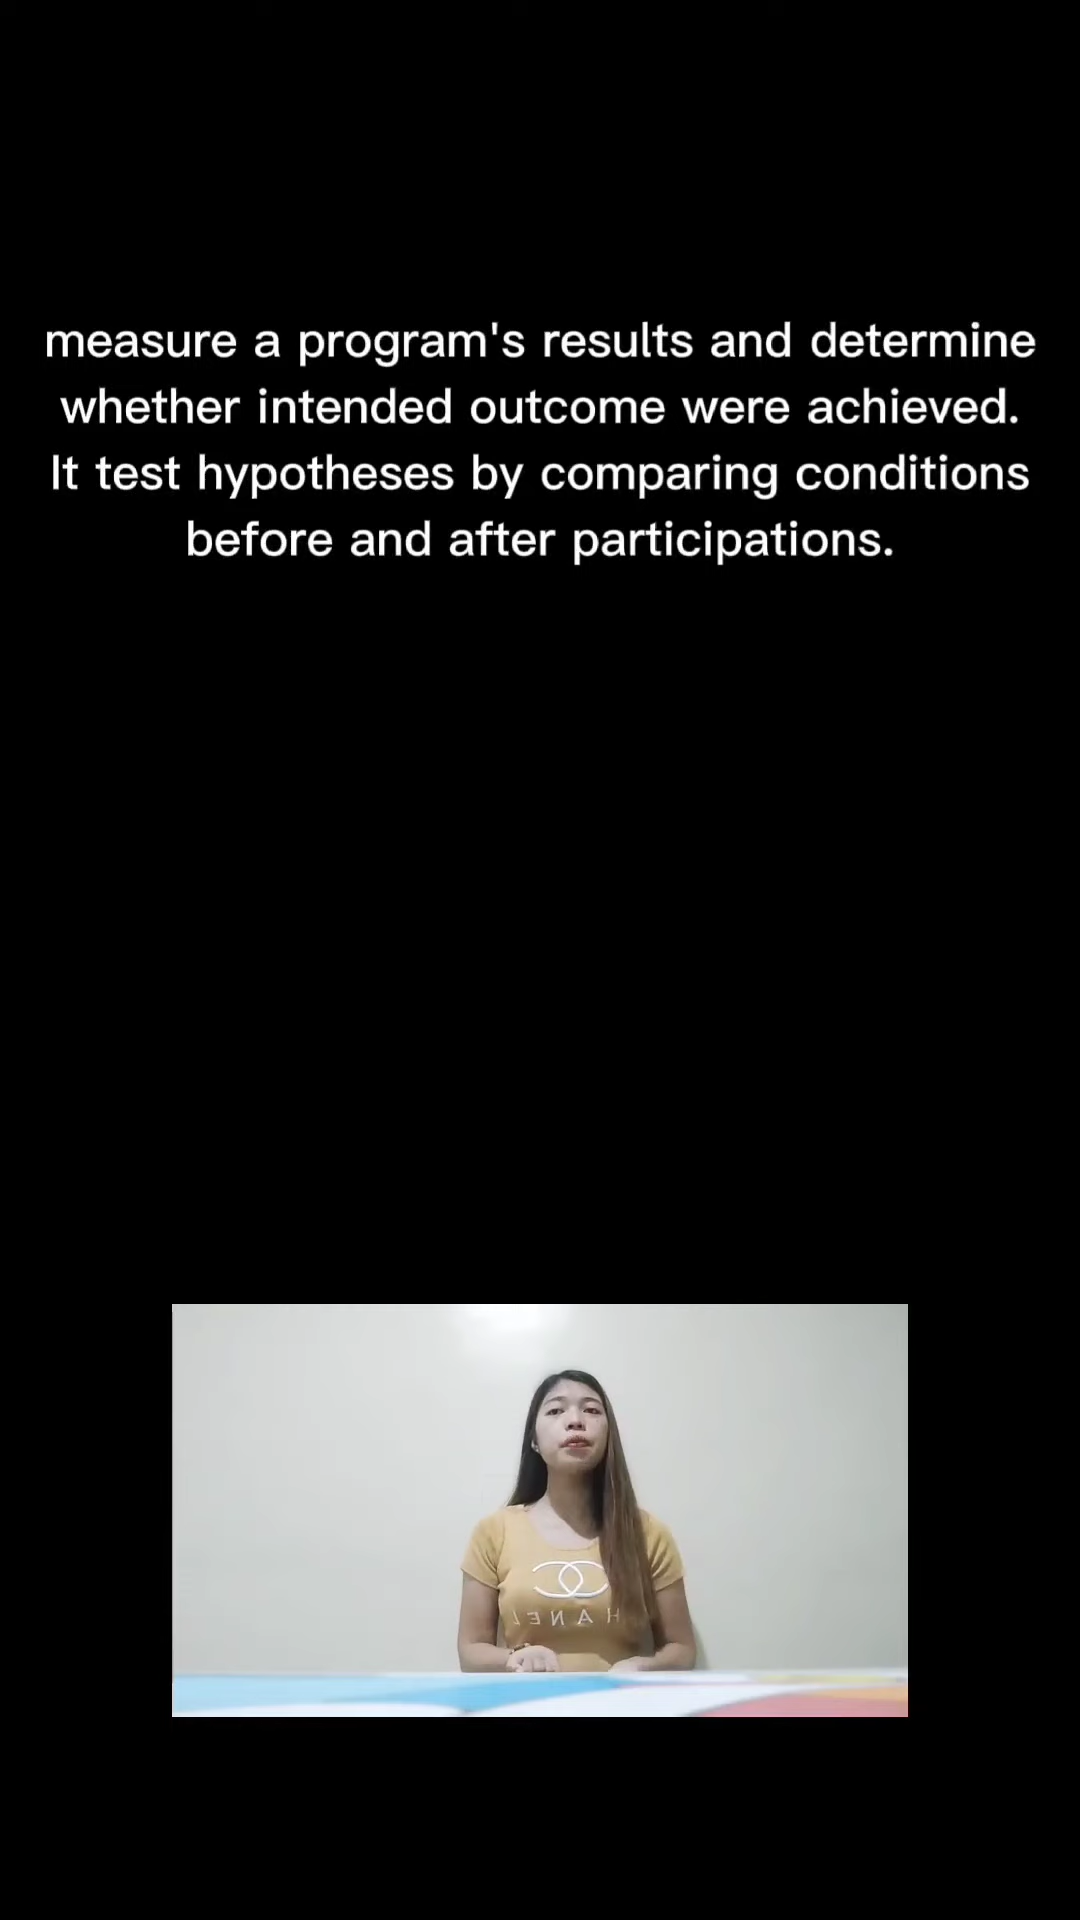 measure a program's results and determine
whether intended outcome were achieved.
It test hypotheses by comparing conditions
before and after participations.
HANEL